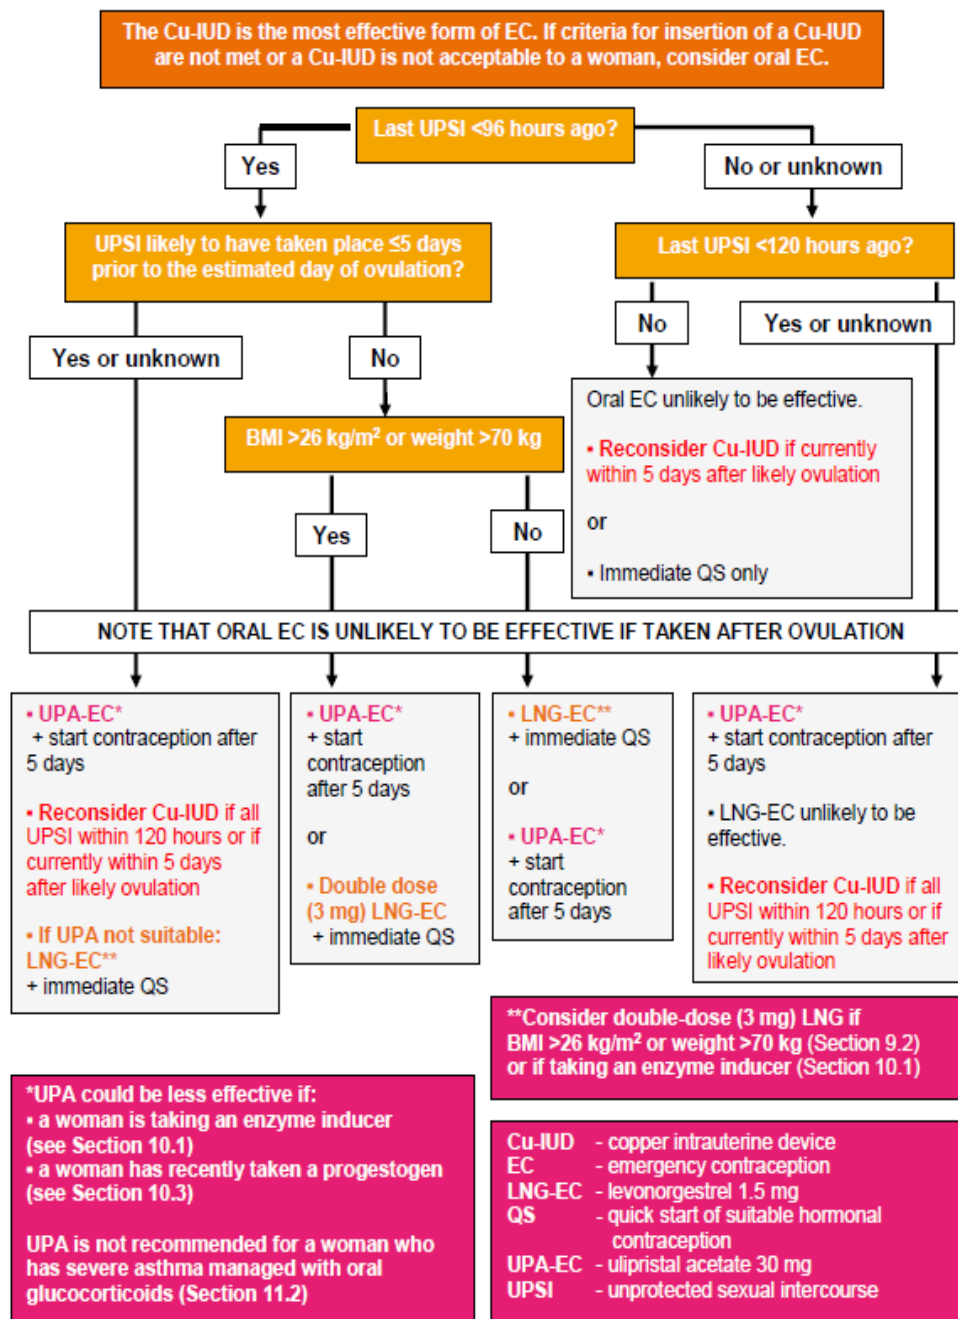 The Cu-IUD is the most effective form of EC. If criteria for insertion of a Cu-IUD
are not met or a Cu-IUD is not acceptable to a woman, consider oral EC.
Last UPSI <96 hours ago?
Yes
No or unknown
UPSI likely to have taken place ≤5 days
prior to the estimated day of ovulation?
Last UPSI <120 hours ago?
Yes or unknown
No
No
Yes or unknown
BMI >26 kg/m² or weight >70 kg
Yes
No
Oral EC unlikely to be effective.
▪ Reconsider Cu-IUD if currently
within 5 days after likely ovulation
or
▪ Immediate QS only
NOTE THAT ORAL EC IS UNLIKELY TO BE EFFECTIVE IF TAKEN AFTER OVULATION
▪ UPA-EC*
+ start contraception after
5 days
▪ Reconsider Cu-IUD if all
UPSI within 120 hours or if
currently within 5 days
after likely ovulation
▪ If UPA not suitable:
LNG-EC**
+ immediate QS
▪ UPA-EC*
+ start
contraception
after 5 days
or
▪ Double dose
(3 mg) LNG-EC
+ immediate QS
▪ LNG-EC**
+ immediate QS
or
▪ UPA-EC*
+ start
contraception
after 5 days
▪ UPA-EC*
+ start contraception after
5 days
▪ LNG-EC unlikely to be
effective.
▪ Reconsider Cu-IUD if all
UPSI within 120 hours or if
currently within 5 days after
likely ovulation
**Consider double-dose (3 mg) LNG if
BMI >26 kg/m² or weight >70 kg (Section 9.2)
or if taking an enzyme inducer (Section 10.1)
*UPA could be less effective if:
▪ a woman is taking an enzyme inducer
(see Section 10.1)
▪ a woman has recently taken a progestogen
(see Section 10.3)
UPA is not recommended for a woman who
has severe asthma managed with oral
glucocorticoids (Section 11.2)
Cu-IUD - copper intrauterine device
EC - emergency contraception
LNG-EC - levonorgestrel 1.5 mg
QS - quick start of suitable hormonal
contraception
UPA-EC - ulipristal acetate 30 mg
UPSI - unprotected sexual intercourse